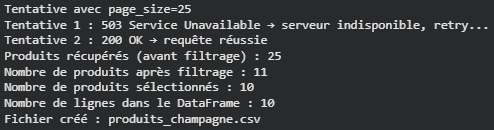 Tentative avec page_size=25
Tentative 1 : 503 Service Unavailable → serveur indisponible, retry...
Tentative 2 : 200 OK → requête réussie
Produits récupérés (avant filtrage) : 25
Nombre de produits après filtrage : 11
Nombre de produits sélectionnés : 10
Nombre de lignes dans le DataFrame : 10
Fichier créé : produits_champagne.csv